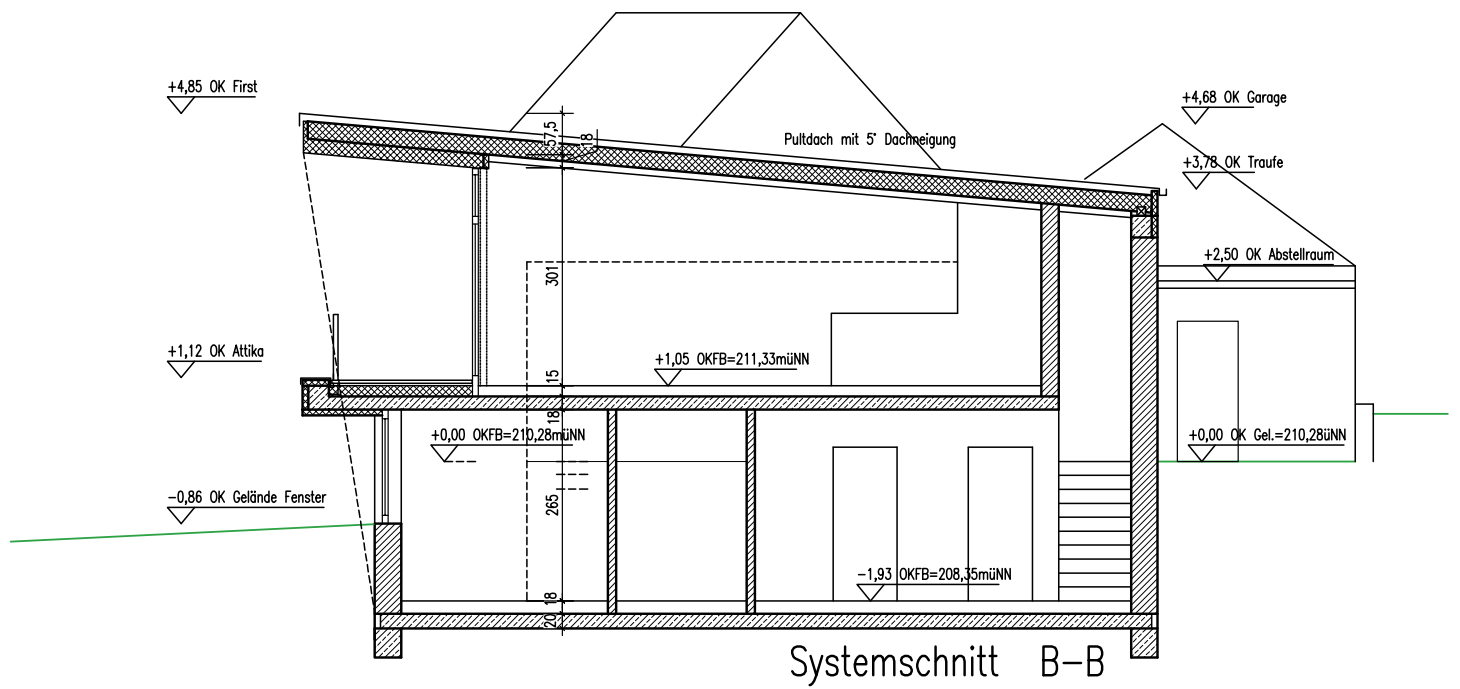 +4,85 OK First
+4,68 OK Garage
57,5
18
Pultdach mit 5° Dachneigung
+3,78 OK Traufe
+2,50 OK Abstellraum
301
+1,12 OK Attika
+1,05 OKFB=211,33müNN
15
18
+0,00 OKFB=210,28müNN
+0,00 OK Gel.=210,28üNN
-0,86 OK Gelände Fenster
265
-1,93 OKFB=208,35müNN
18
20
Systemschnitt B-B